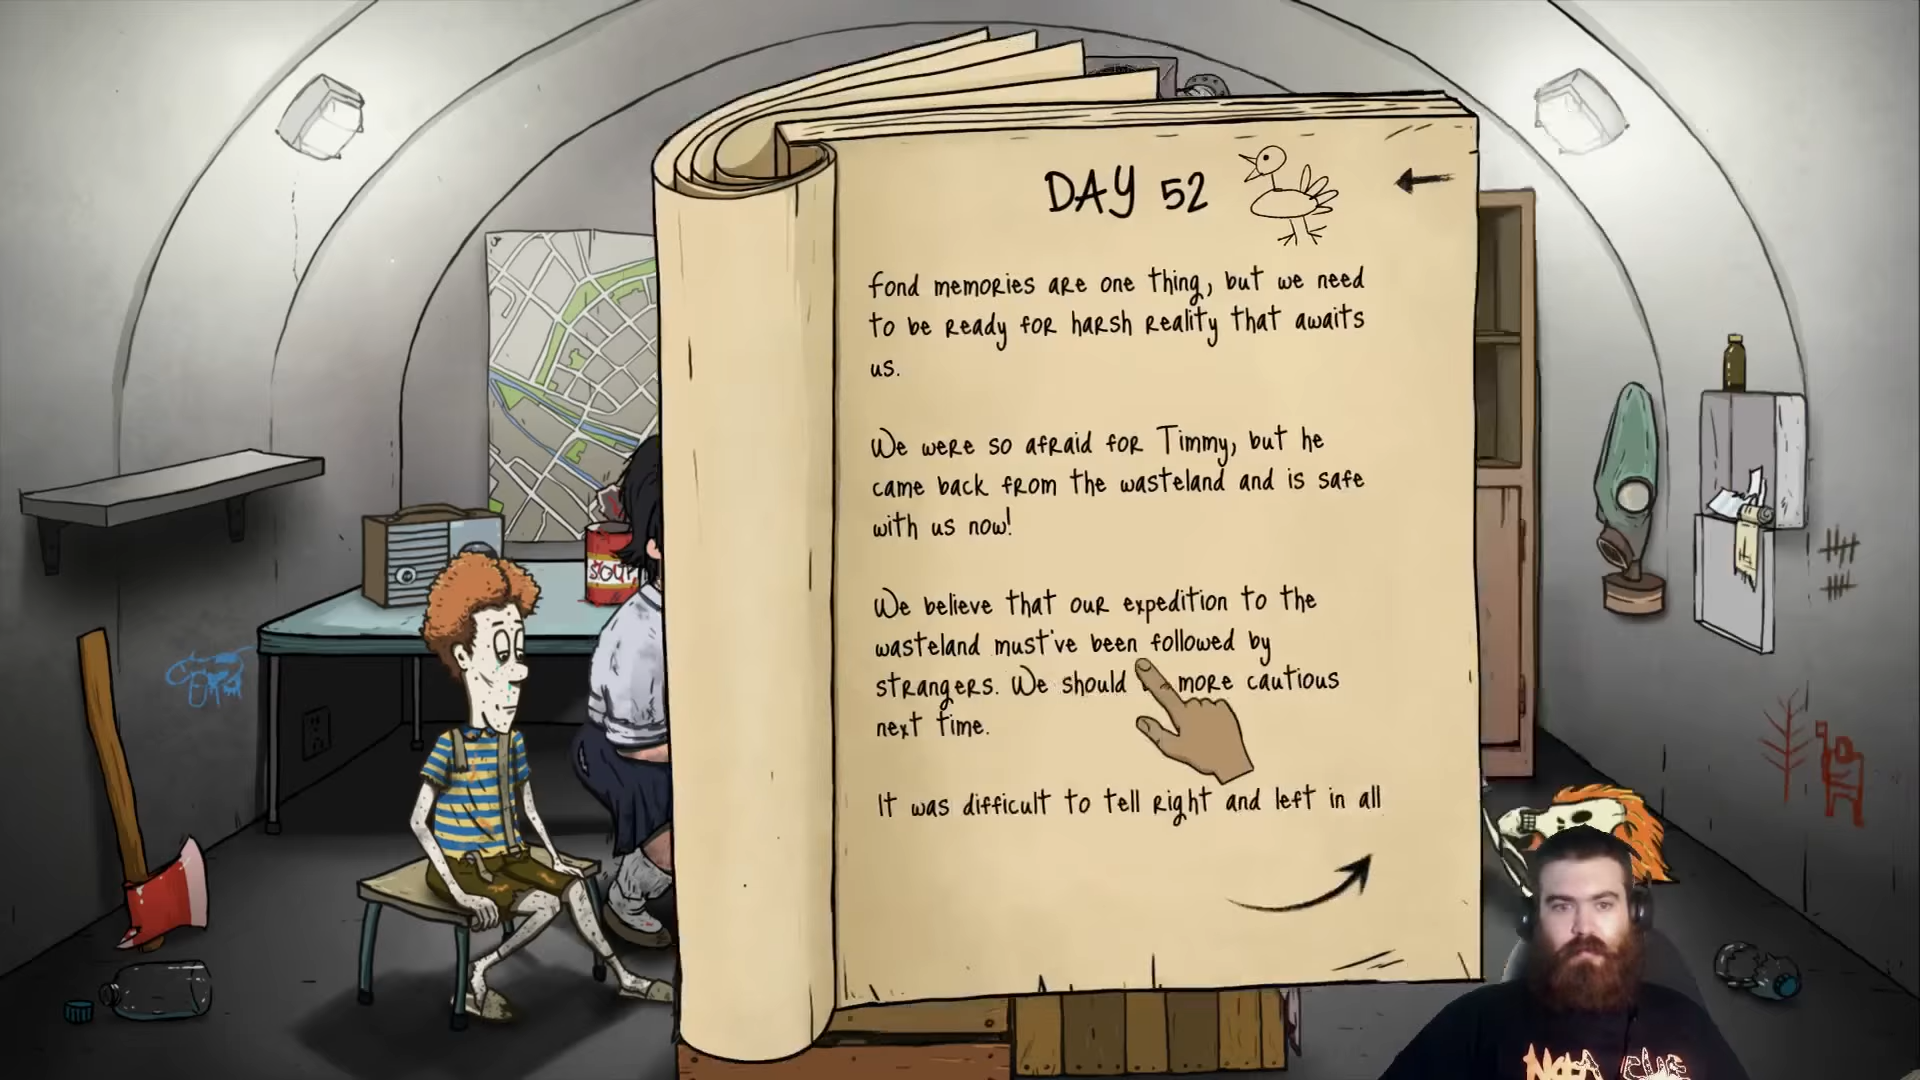 DAY 52
fond memories are one thing, but we need
to be ready for harsh reality that awaits
us.
We were so afraid for Timmy, but he
came back from the wasteland and is safe
with us now!
We believe that our expedition to the
wasteland must've been followed by
strangers. We should more cautious
next time.
It was difficult to tell right and left in all
SOUP